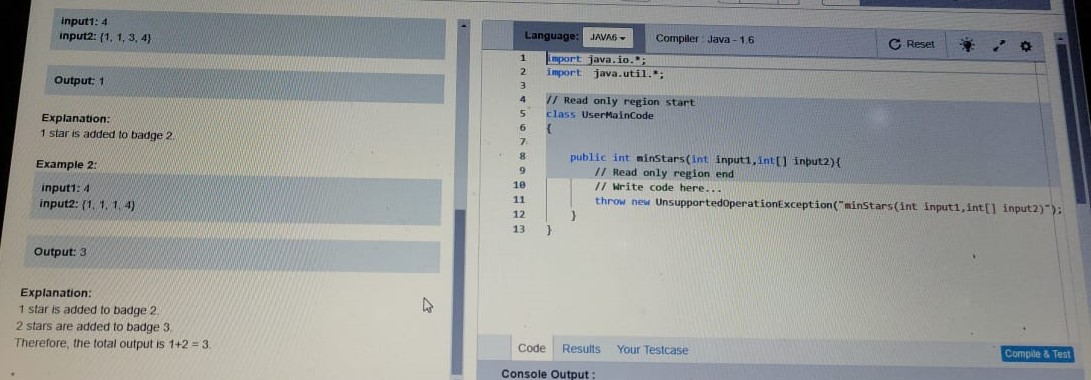 input1: 4
input2: {1, 1, 3, 4}
Output: 1
Explanation:
1 star is added to badge 2.
Example 2:
input1: 4
input2: {1, 1, 1, 4}
Output: 3
Explanation:
1 star is added to badge 2.
2 stars are added to badge 3.
Therefore, the total output is 1+2 = 3.
Language: JAVA6
Compiler : Java - 1.6
Reset
1 import java.io.*;
2 import java.util.*;
3
4 // Read only region start
5 class UserMainCode
6 {
7
8 public int minStars(int input1,int[] input2){
9 // Read only region end
10 // Write code here...
11 throw new UnsupportedOperationException("minStars(int input1,int[] input2)");
12 }
13 }
Code Results Your Testcase
Compile & Test
Console Output :